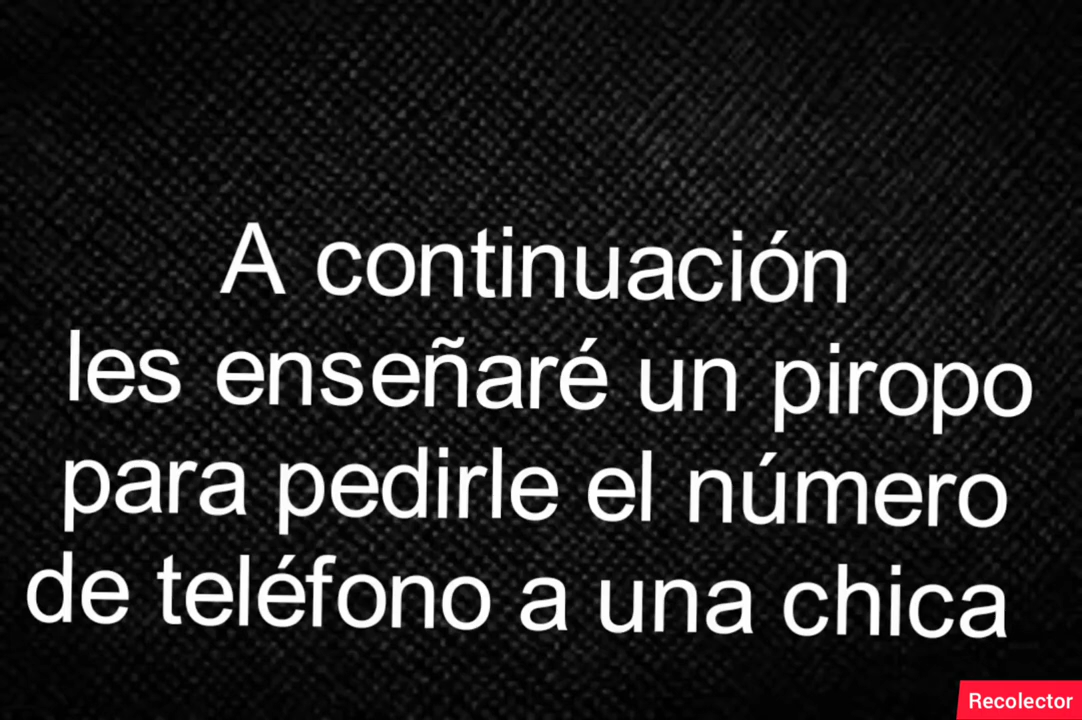 A continuación
les enseñaré un piropo
para pedirle el número
de teléfono a una chica
Recolector